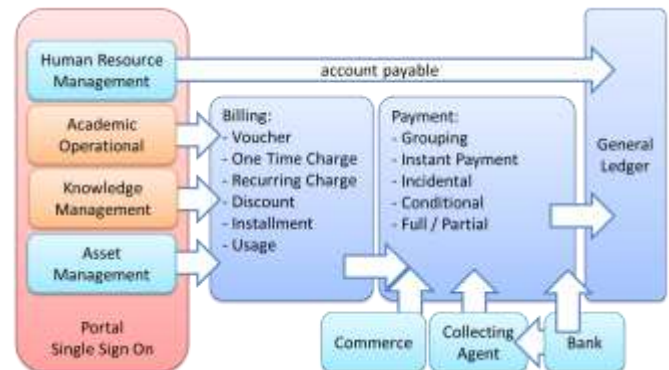 Human Resource
Management
account payable
Academic
Operational
Knowledge
Management
Asset
Management
Portal
Single Sign On
Billing:
- Voucher
- One Time Charge
- Recurring Charge
- Discount
- Installment
- Usage
Payment:
- Grouping
- Instant Payment
- Incidental
- Conditional
- Full / Partial
General
Ledger
Commerce
Collecting
Agent
Bank